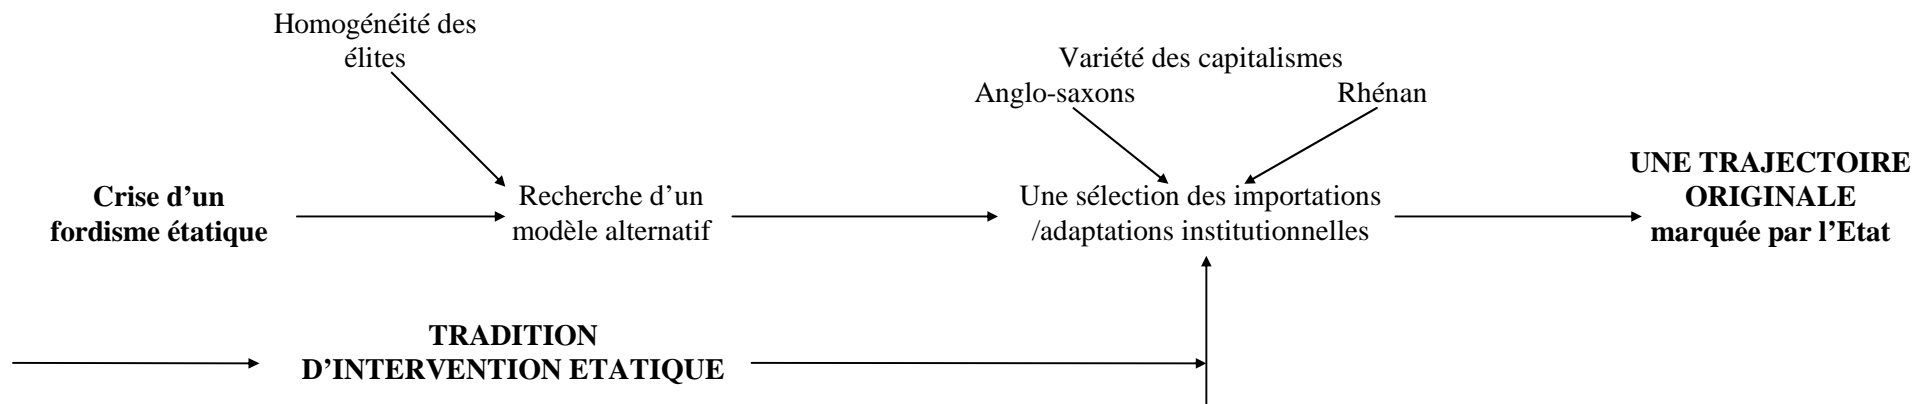 Homogénéité des
élites
Variété des capitalismes
Anglo-saxons Rhénan
Crise d’un
fordisme étatique
Recherche d’un
modèle alternatif
Une sélection des importations
/adaptations institutionnelles
UNE TRAJECTOIRE
ORIGINALE
marquée par l’Etat
TRADITION
D’INTERVENTION ETATIQUE